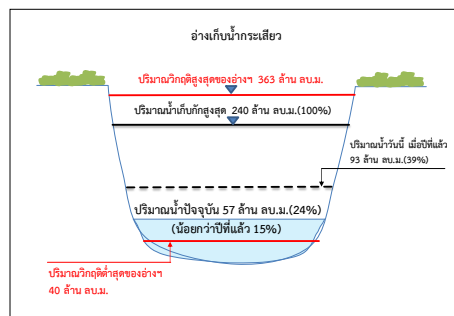 อ่างเก็บน้ำกระเสียว
ปริมาณวิกฤติสูงสุดของอ่างฯ 363 ล้าน ลบ.ม.
ปริมาณน้ำเก็บกักสูงสุด 240 ล้าน ลบ.ม.(100%)
ปริมาณน้ำวันนี้ เมื่อปีที่แล้ว
93 ล้าน ลบ.ม.(39%)
ปริมาณน้ำปัจจุบัน 57 ล้าน ลบ.ม.(24%)
(น้อยกว่าปีที่แล้ว 15%)
ปริมาณวิกฤติต่ำสุดของอ่างฯ
40 ล้าน ลบ.ม.